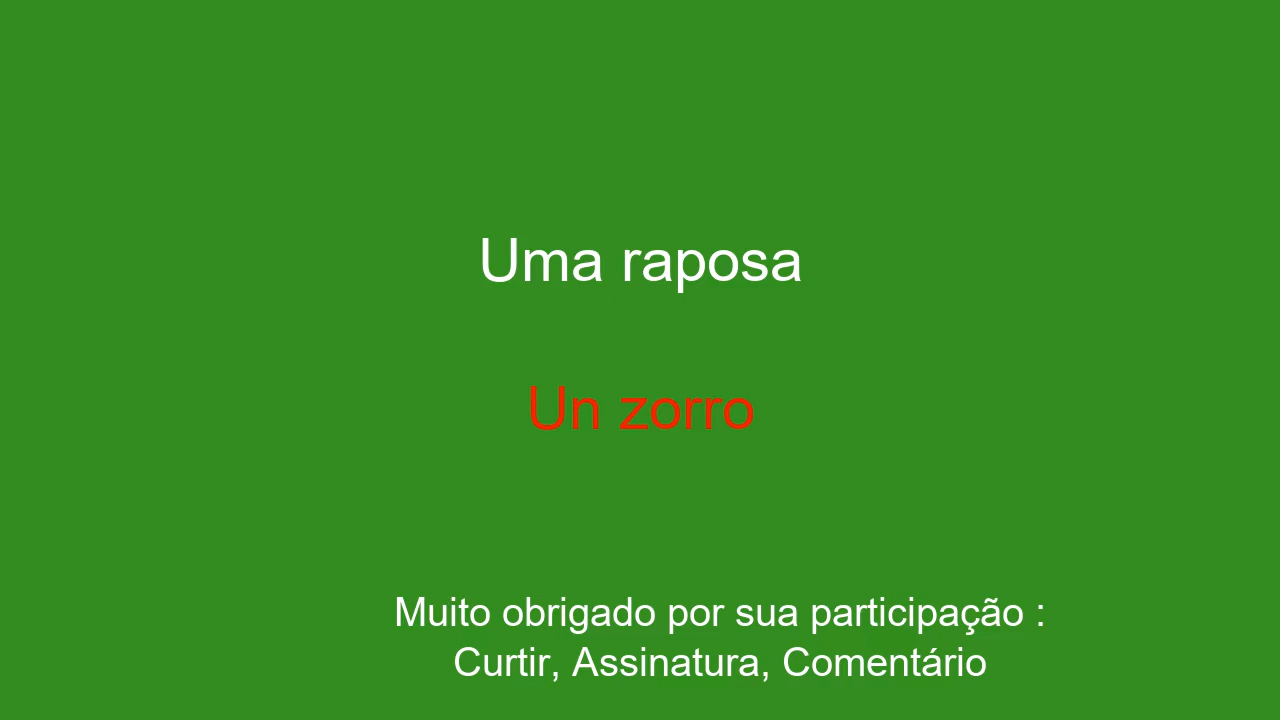 Uma raposa
Un zorro
Muito obrigado por sua participação :
Curtir, Assinatura, Comentário